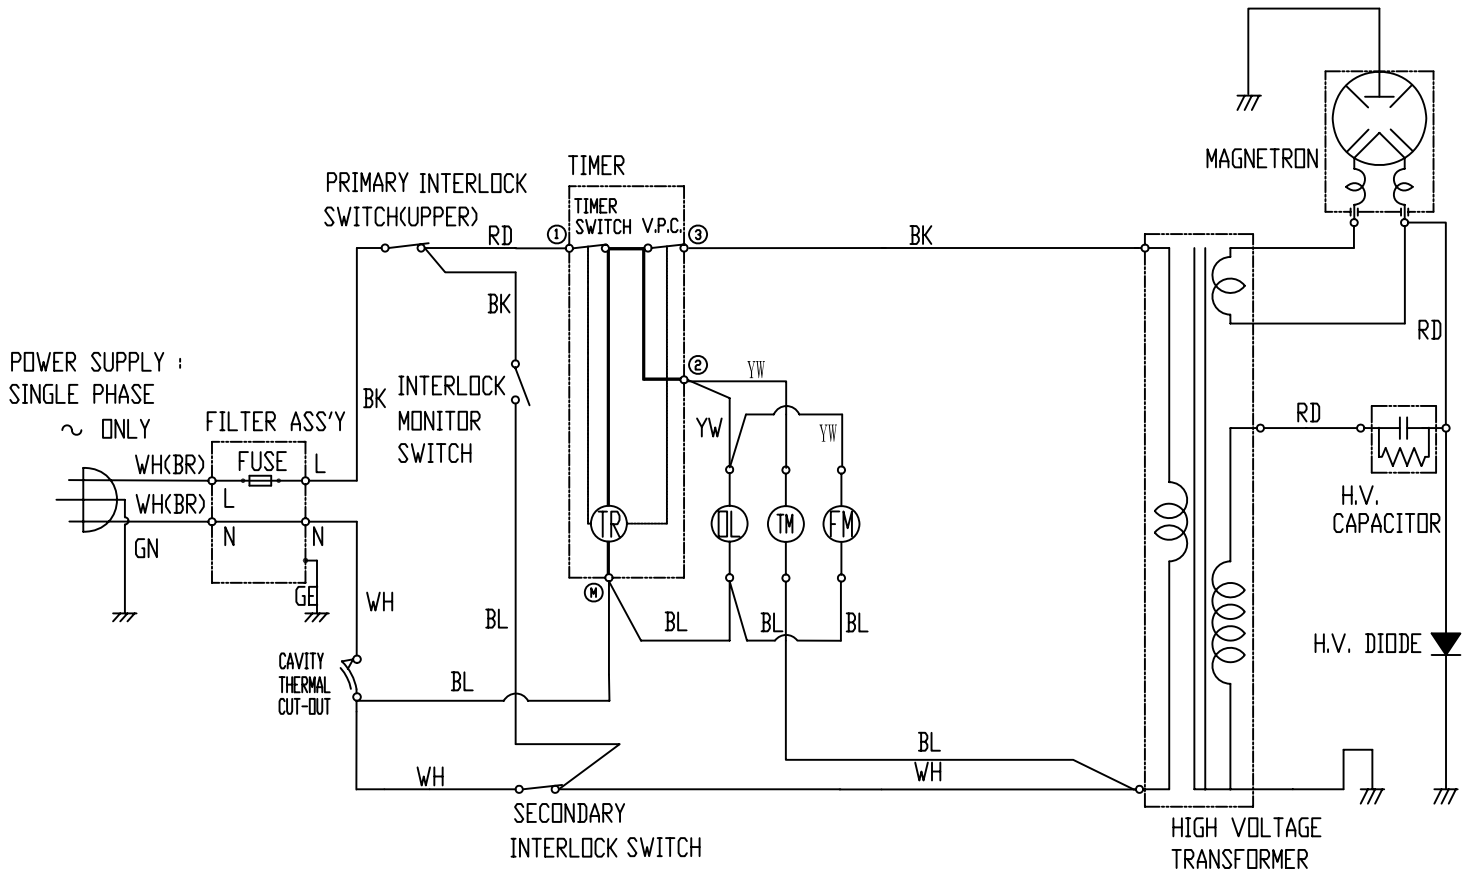 MAGNETRON
TIMER
PRIMARY INTERLOCK
SWITCH(UPPER)
TIMER
SWITCH V.P.C.
RD
1
3
BK
BK
RD
POWER SUPPLY :
SINGLE PHASE
~ ONLY
2
YW
BK
INTERLOCK
MONITOR
SWITCH
FILTER ASS'Y
YW
YW
RD
WH(BR)
FUSE
L
WH(BR)
L
N
N
GN
TR
OL
TM
FM
H.V.
CAPACITOR
GE
WH
M
BL
BL
BL
BL
H.V. DIODE
CAVITY
THERMAL
CUT-OUT
BL
BL
WH
WH
SECONDARY
INTERLOCK SWITCH
HIGH VOLTAGE
TRANSFORMER